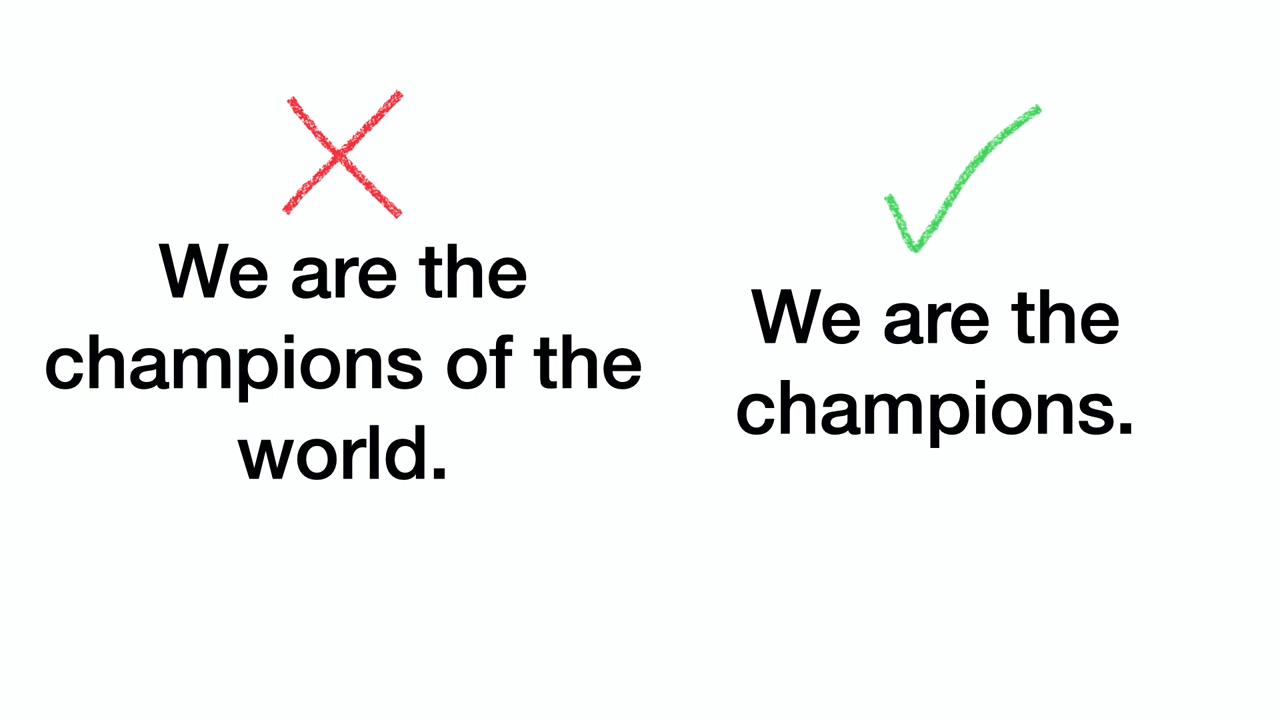 We are the
champions of the
world.
We are the
champions.